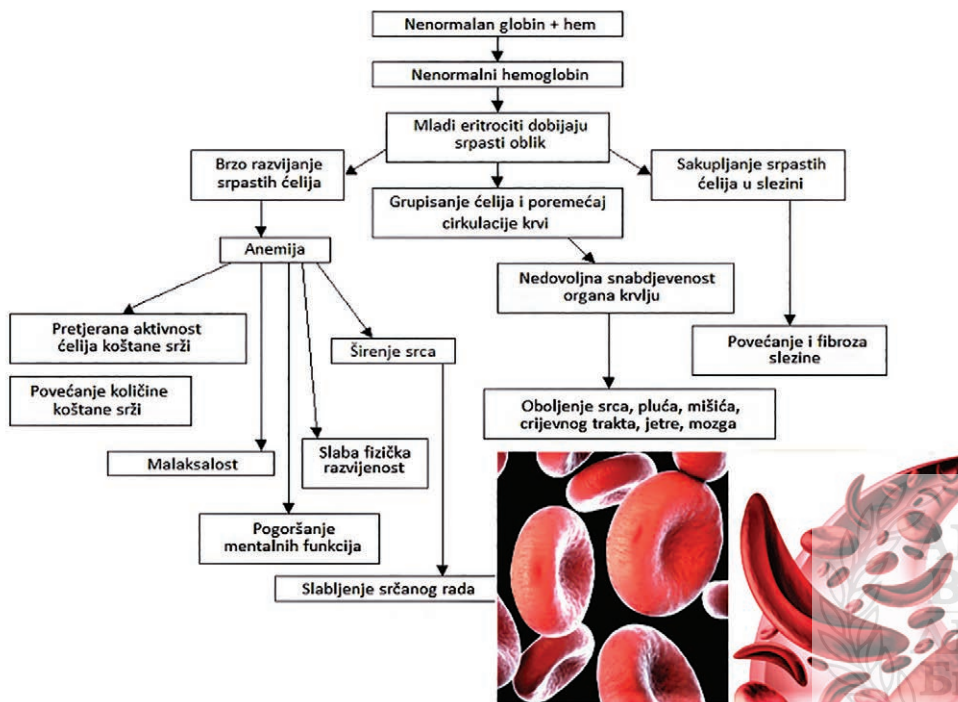 Nenormalan globin + hem
Nenormalni hemoglobin
Mladi eritrociti dobijaju
srpasti oblik
Brzo razvijanje
srpastih ćelija
Grupisanje ćelija i poremećaj
cirkulacije krvi
Sakupljanje srpastih
ćelija u slezini
Anemija
Nedovoljna snabdjevenost
organa krvlju
Pretjerana aktivnost
ćelija koštane srži
Širenje srca
Povećanje i fibroza
slezine
Povećanje količine
koštane srži
Oboljenje srca, pluća, mišića,
crijevnog trakta, jetre, mozga
Malaksalost
Slaba fizička
razvijenost
Pogoršanje
mentalnih funkcija
Slabljenje srčanog rada